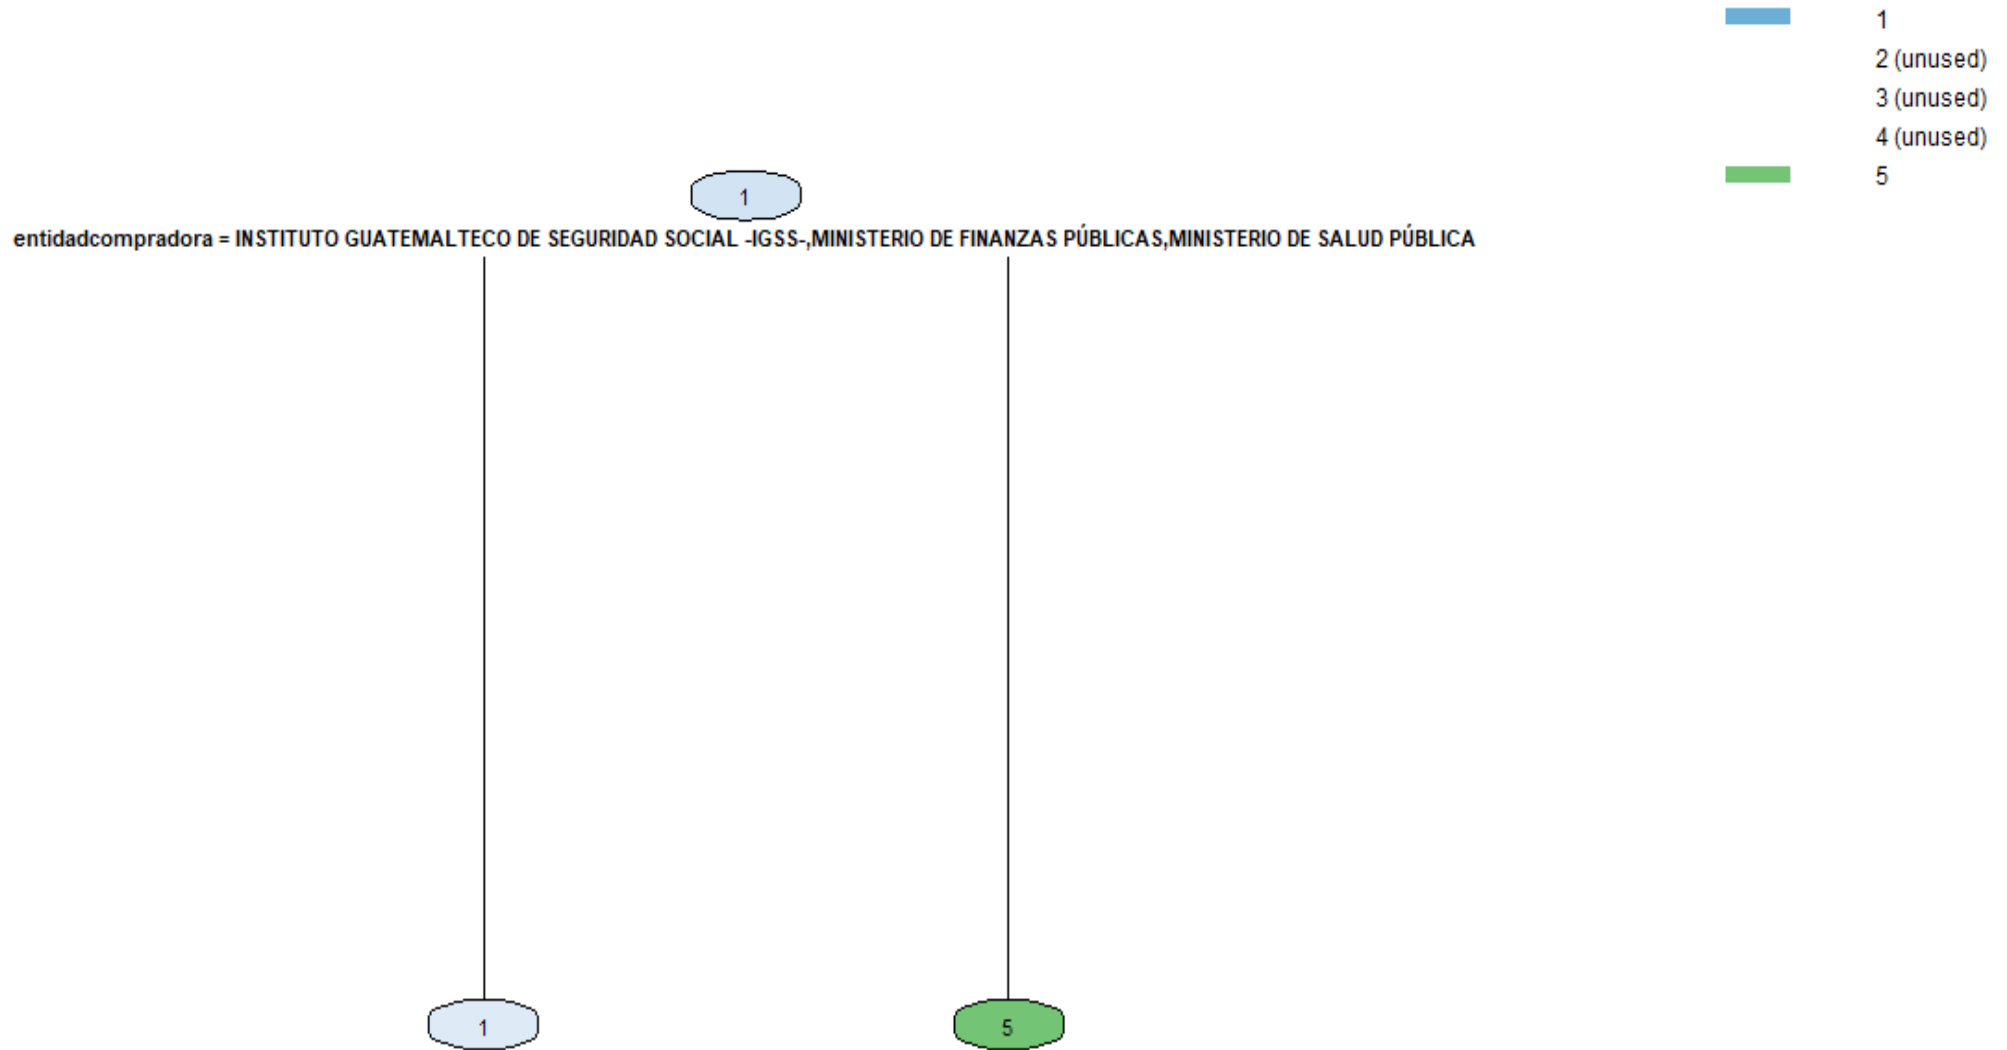 1
2 (unused)
3 (unused)
4 (unused)
5
1
entidadcompradora = INSTITUTO GUATEMALTECO DE SEGURIDAD SOCIAL -IGSS-,MINISTERIO DE FINANZAS PÚBLICAS,MINISTERIO DE SALUD PÚBLICA
1
5